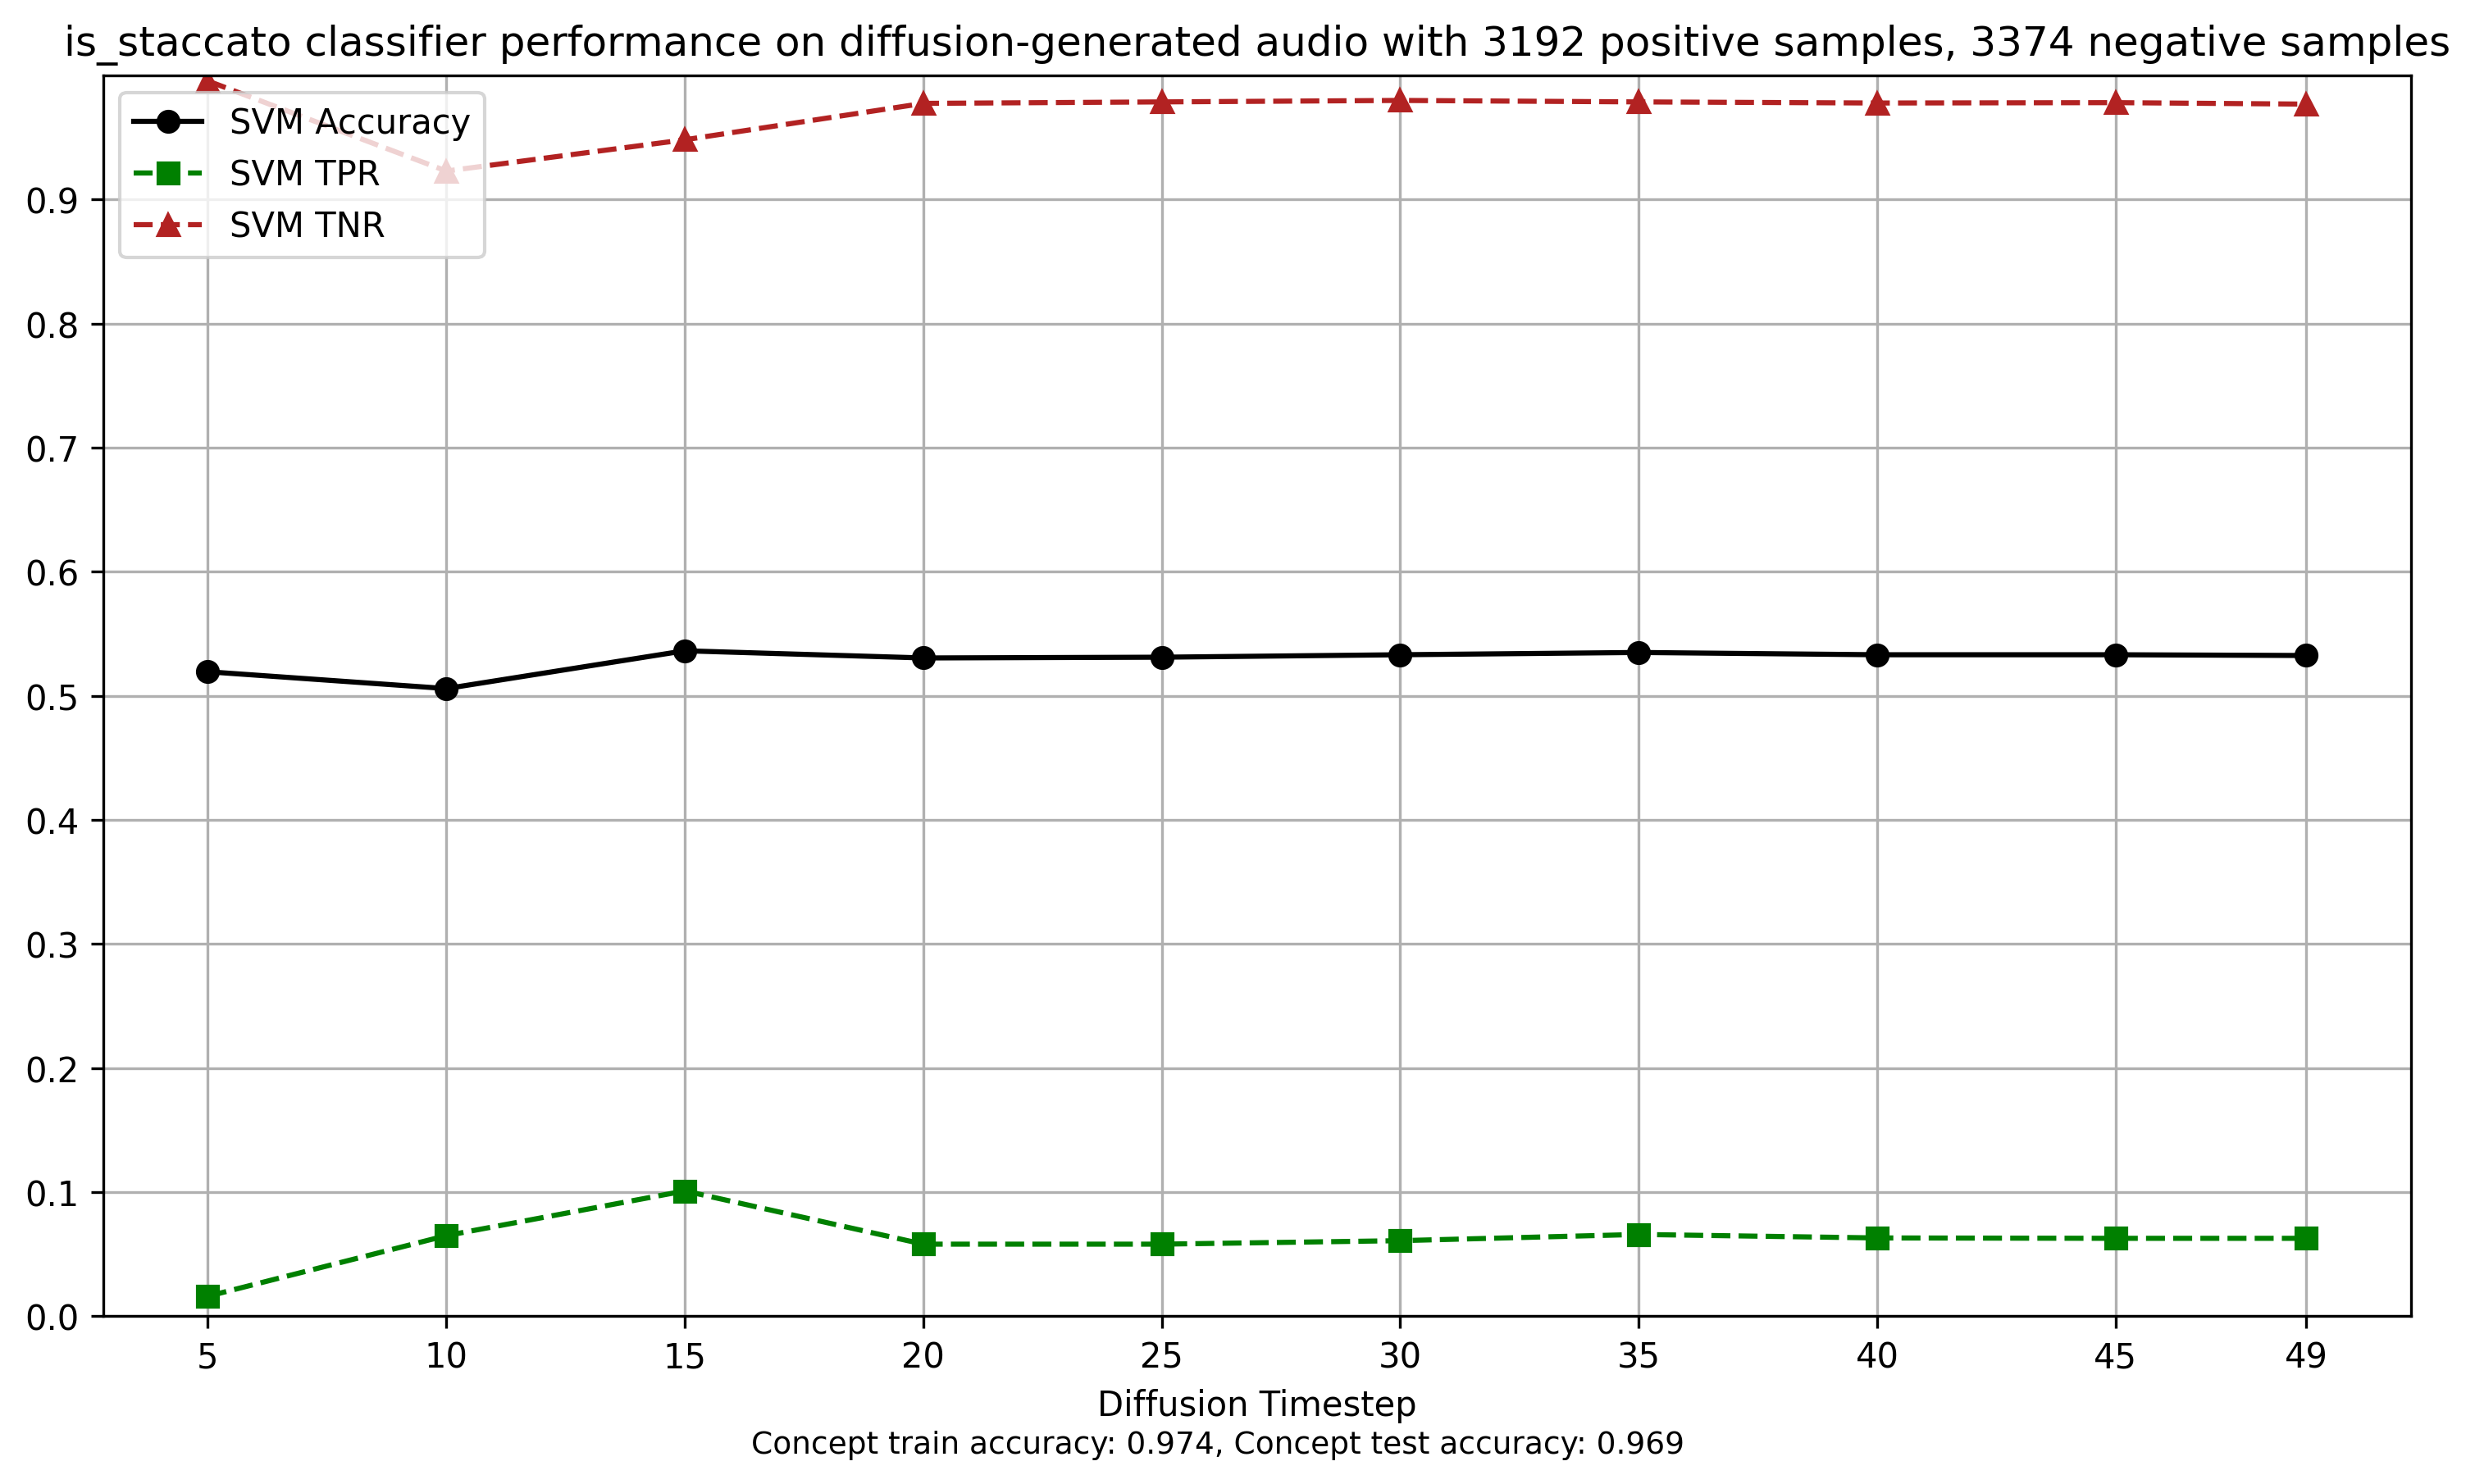 is_staccato classifier performance on diffusion-generated audio with 3192 positive samples, 3374 negative samples
SVM Accuracy
SVM TPR
SVM TNR
0.9
0.8
0.7
0.6
0.5
0.4
0.3
0.2
0.1
0.0
5 10 15 20 25 30 35 40 45 49
Diffusion Timestep
Concept train accuracy: 0.974, Concept test accuracy: 0.969